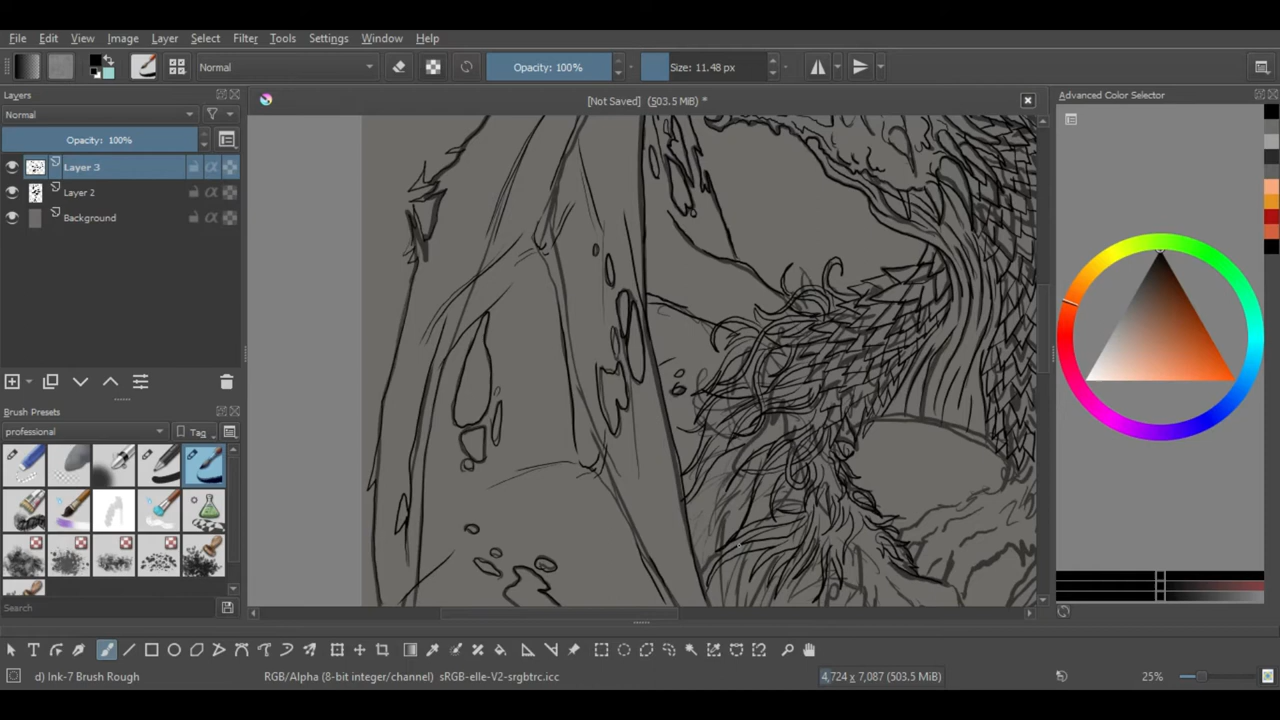 File Edit View Image Layer Select Filter Tools Settings Window Help
Normal Opacity: 100% Size: 11.48 px
Layers
[Not Saved] (503.5 MiB) *
Advanced Color Selector
Normal
Opacity: 100%
Layer 3
Layer 2
Background
Brush Presets
professional Tag
Search
d) Ink-7 Brush Rough RGB/Alpha (8-bit integer/channel) sRGB-elle-V2-srgbtrc.icc 4,724 x 7,087 (503.5 MiB) 25%